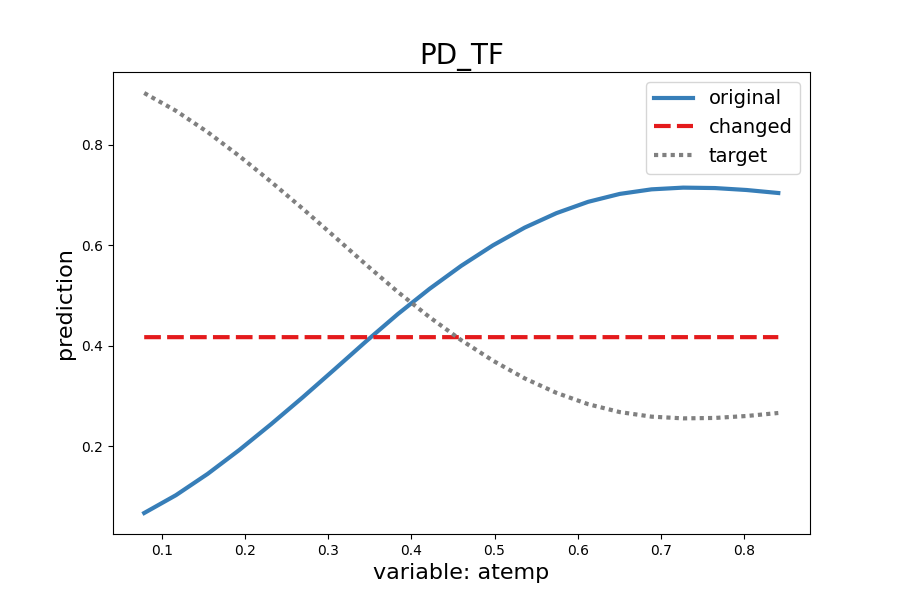 PD_TF
original
changed
target
prediction
0.8
0.6
0.4
0.2
0.1 0.2 0.3 0.4 0.5 0.6 0.7 0.8
variable: atemp